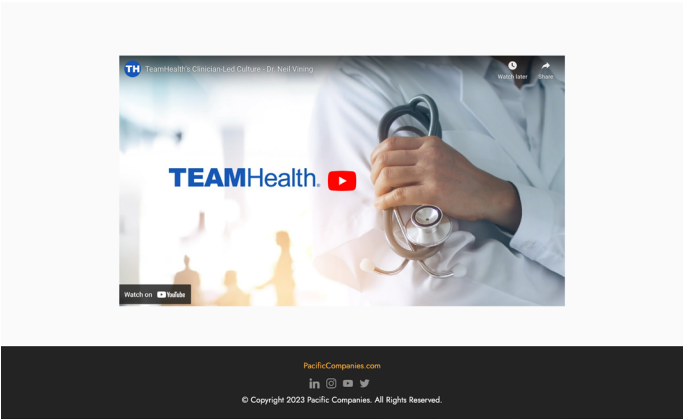 TH TeamHealth's Clinician-Led Culture - Dr. Neil Vining
Watch later
Share
TEAMHealth®
Watch on YouTube
PacificCompanies.com
© Copyright 2023 Pacific Companies. All Rights Reserved.